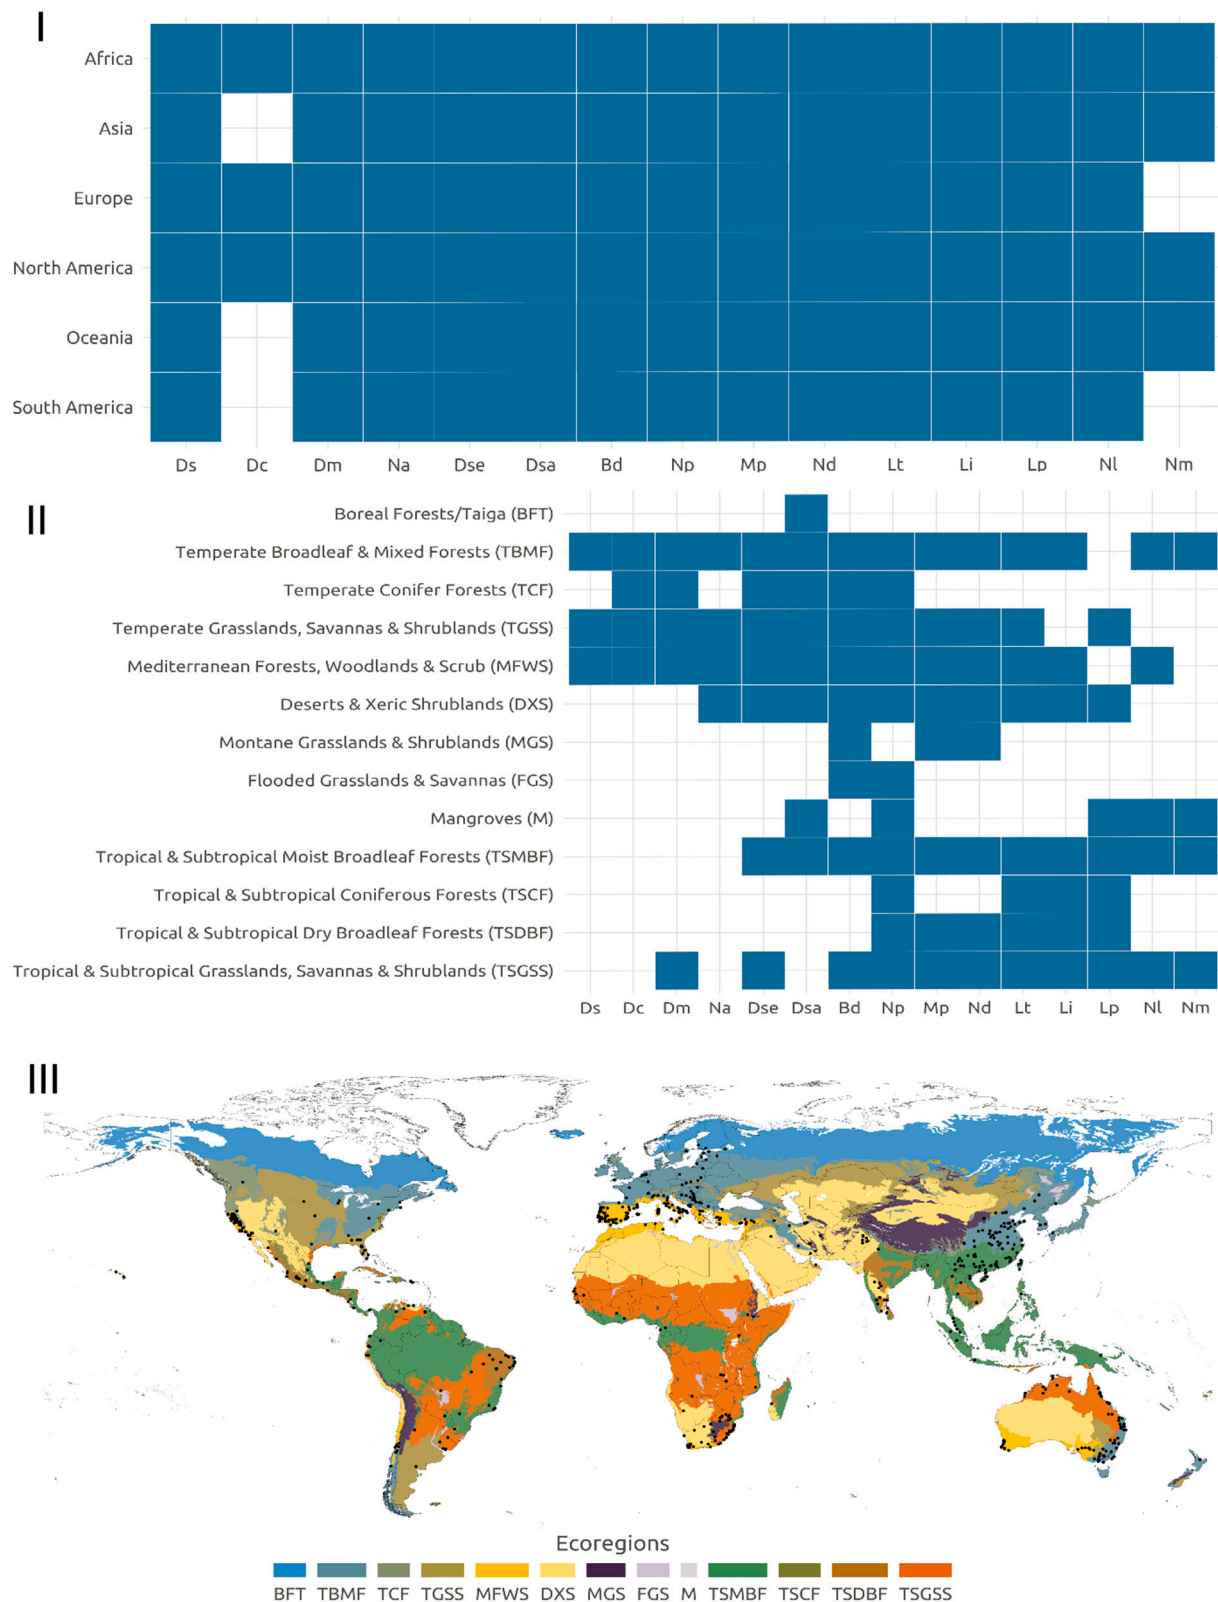 I
Africa
Asia
Europe
North America
Oceania
South America
Ds Dc Dm Na Dse Dsa Bd Np Mp Nd Lt Li Lp Nl Nm
II
Boreal Forests/Taiga (BFT)
Temperate Broadleaf & Mixed Forests (TBMF)
Temperate Conifer Forests (TCF)
Temperate Grasslands, Savannas & Shrublands (TGSS)
Mediterranean Forests, Woodlands & Scrub (MFWS)
Deserts & Xeric Shrublands (DXS)
Montane Grasslands & Shrublands (MGS)
Flooded Grasslands & Savannas (FGS)
Mangroves (M)
Tropical & Subtropical Moist Broadleaf Forests (TSMBF)
Tropical & Subtropical Coniferous Forests (TSCF)
Tropical & Subtropical Dry Broadleaf Forests (TSDBF)
Tropical & Subtropical Grasslands, Savannas & Shrublands (TSGSS)
Ds Dc Dm Na Dse Dsa Bd Np Mp Nd Lt Li Lp Nl Nm
III
Ecoregions
BFT TBMF TCF TGSS MFWS DXS MGS FGS M TSMBF TSCF TSDBF TSGSS